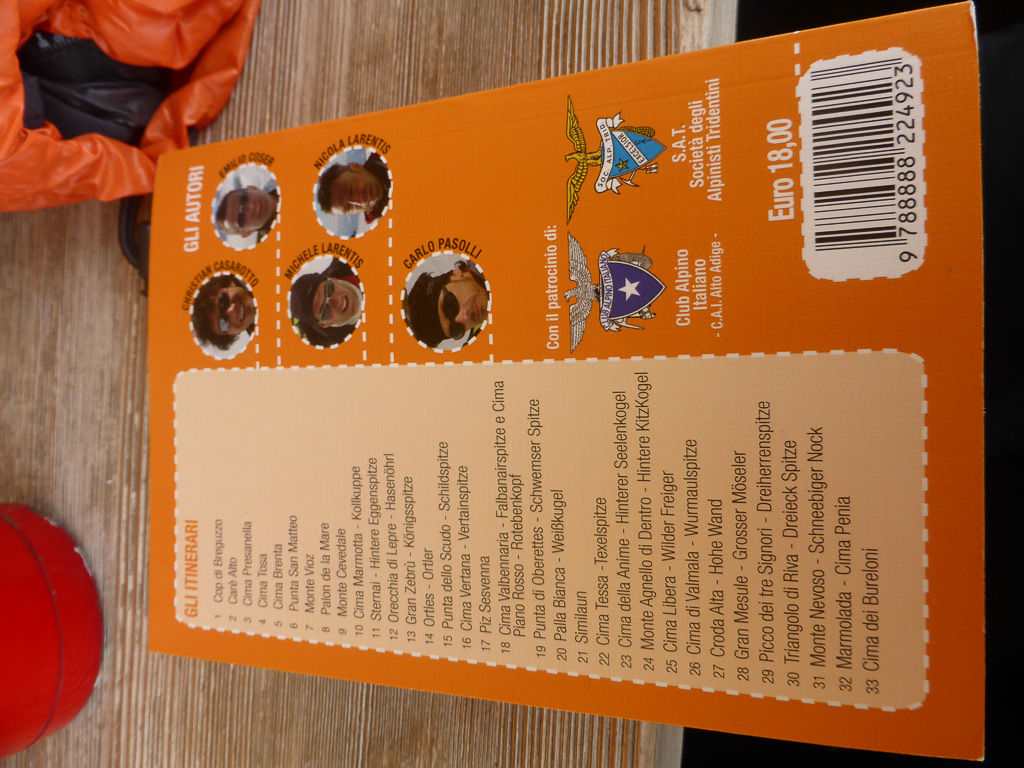 GLI AUTORI
CHRISTIAN CASAROTTO
EMILIO COSER
MICHELE LARENTIS
NICOLA LARENTIS
CARLO PASOLLI
GLI ITINERARI
1 Cop di Breguzzo
2 Carè Alto
3 Cima Presanella
4 Cima Tosa
5 Cima Brenta
6 Punta San Matteo
7 Monte Vioz
8 Palon de la Mare
9 Monte Cevedale
10 Cima Marmotta - Kollkuppe
11 Sternai - Hintere Eggenspitze
12 Orecchia di Lepre - Hasenöhrl
13 Gran Zebrù - Königsspitze
14 Ortles - Ortler
15 Punta dello Scudo - Schildspitze
16 Cima Vertana - Vertainspitze
17 Piz Sesvenna
18 Cima Valbennaria - Falbanairspitze e Cima
Piano Rosso - Rotebenkopf
19 Punta di Oberettes - Schwemser Spitze
20 Palla Bianca - Weißkugel
21 Similaun
22 Cima Tessa -Texelspitze
23 Cima della Anime - Hinterer Seelenkogel
24 Monte Agnello di Dentro - Hintere KitzKogel
25 Cima Libera - Wilder Freiger
26 Cima di Valmala - Wurmaulspitze
27 Croda Alta - Hohe Wand
28 Gran Mesule - Grosser Möseler
29 Picco dei tre Signori - Dreiherrenspitze
30 Triangolo di Riva - Dreieck Spitze
31 Monte Nevoso - Schneebiger Nock
32 Marmolada - Cima Penia
33 Cima dei Bureloni
Con il patrocinio di:
CLUB ALPINO ITALIANO
Club Alpino
Italiano
- C.A.I. Alto Adige -
SOC. ALP. TRID.
EXCELSIOR
S.A.T.
Società degli
Alpinisti Tridentini
Euro 18,00
9 788888 224923